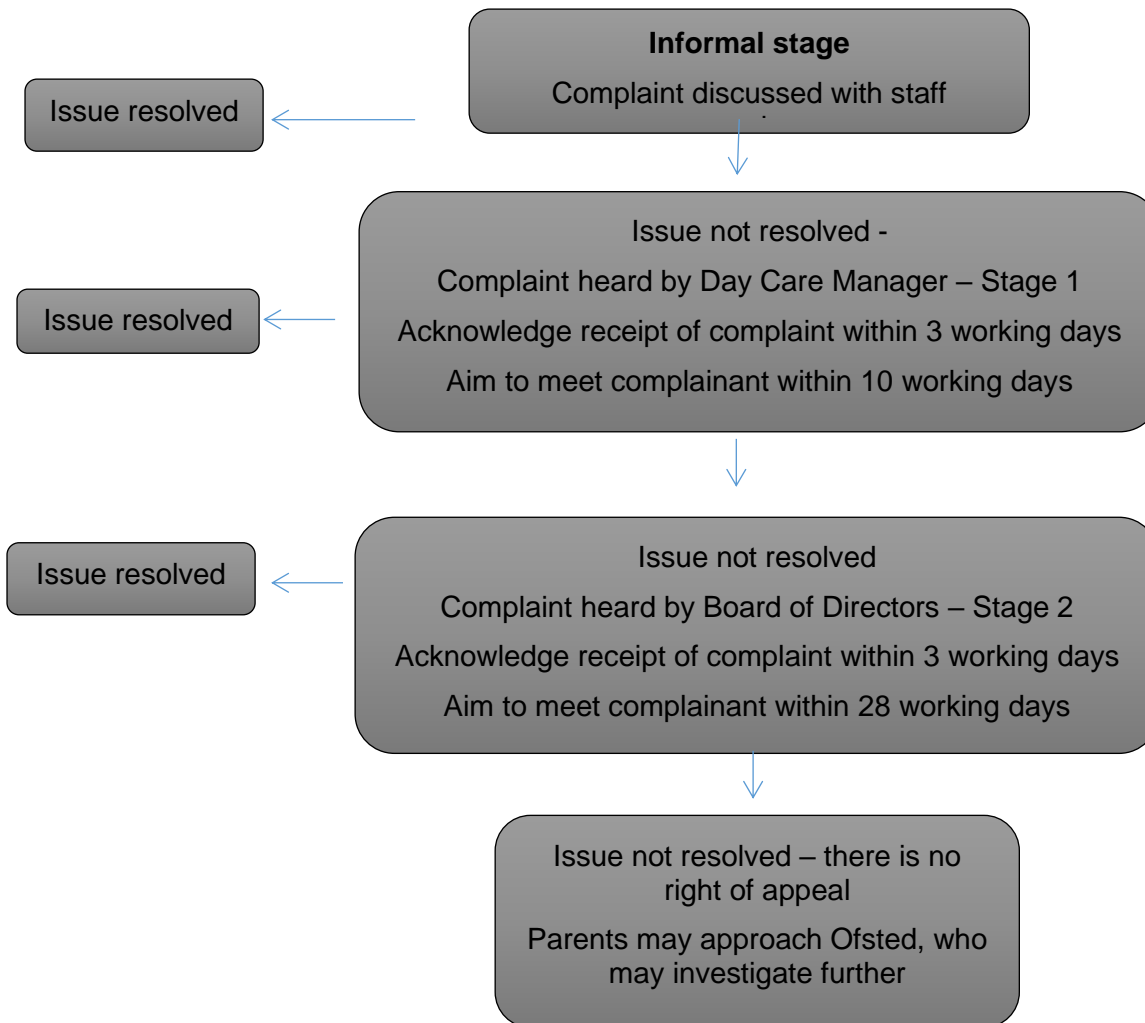 Informal stage
Complaint discussed with staff
Issue resolved
Issue not resolved -
Complaint heard by Day Care Manager – Stage 1
Acknowledge receipt of complaint within 3 working days
Aim to meet complainant within 10 working days
Issue resolved
Issue not resolved
Complaint heard by Board of Directors – Stage 2
Acknowledge receipt of complaint within 3 working days
Aim to meet complainant within 28 working days
Issue resolved
Issue not resolved – there is no
right of appeal
Parents may approach Ofsted, who
may investigate further